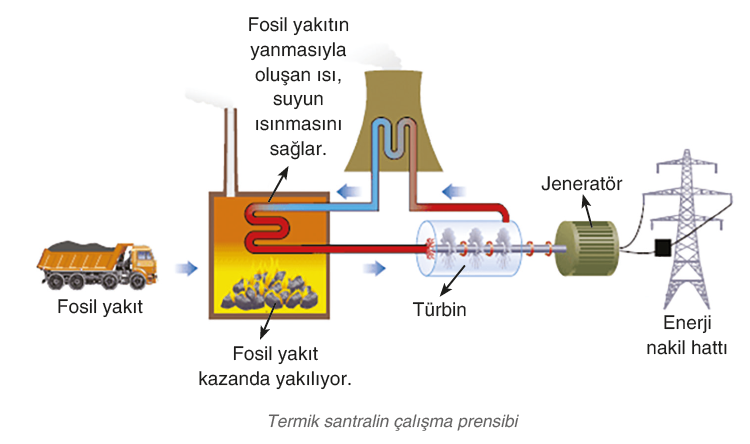 Fosil yakıtın
yanmasıyla
oluşan ısı,
suyun
ısınmasını
sağlar.
Jeneratör
Fosil yakıt
Türbin
Enerji
nakil hattı
Fosil yakıt
kazanda yakılıyor.
Termik santralin çalışma prensibi